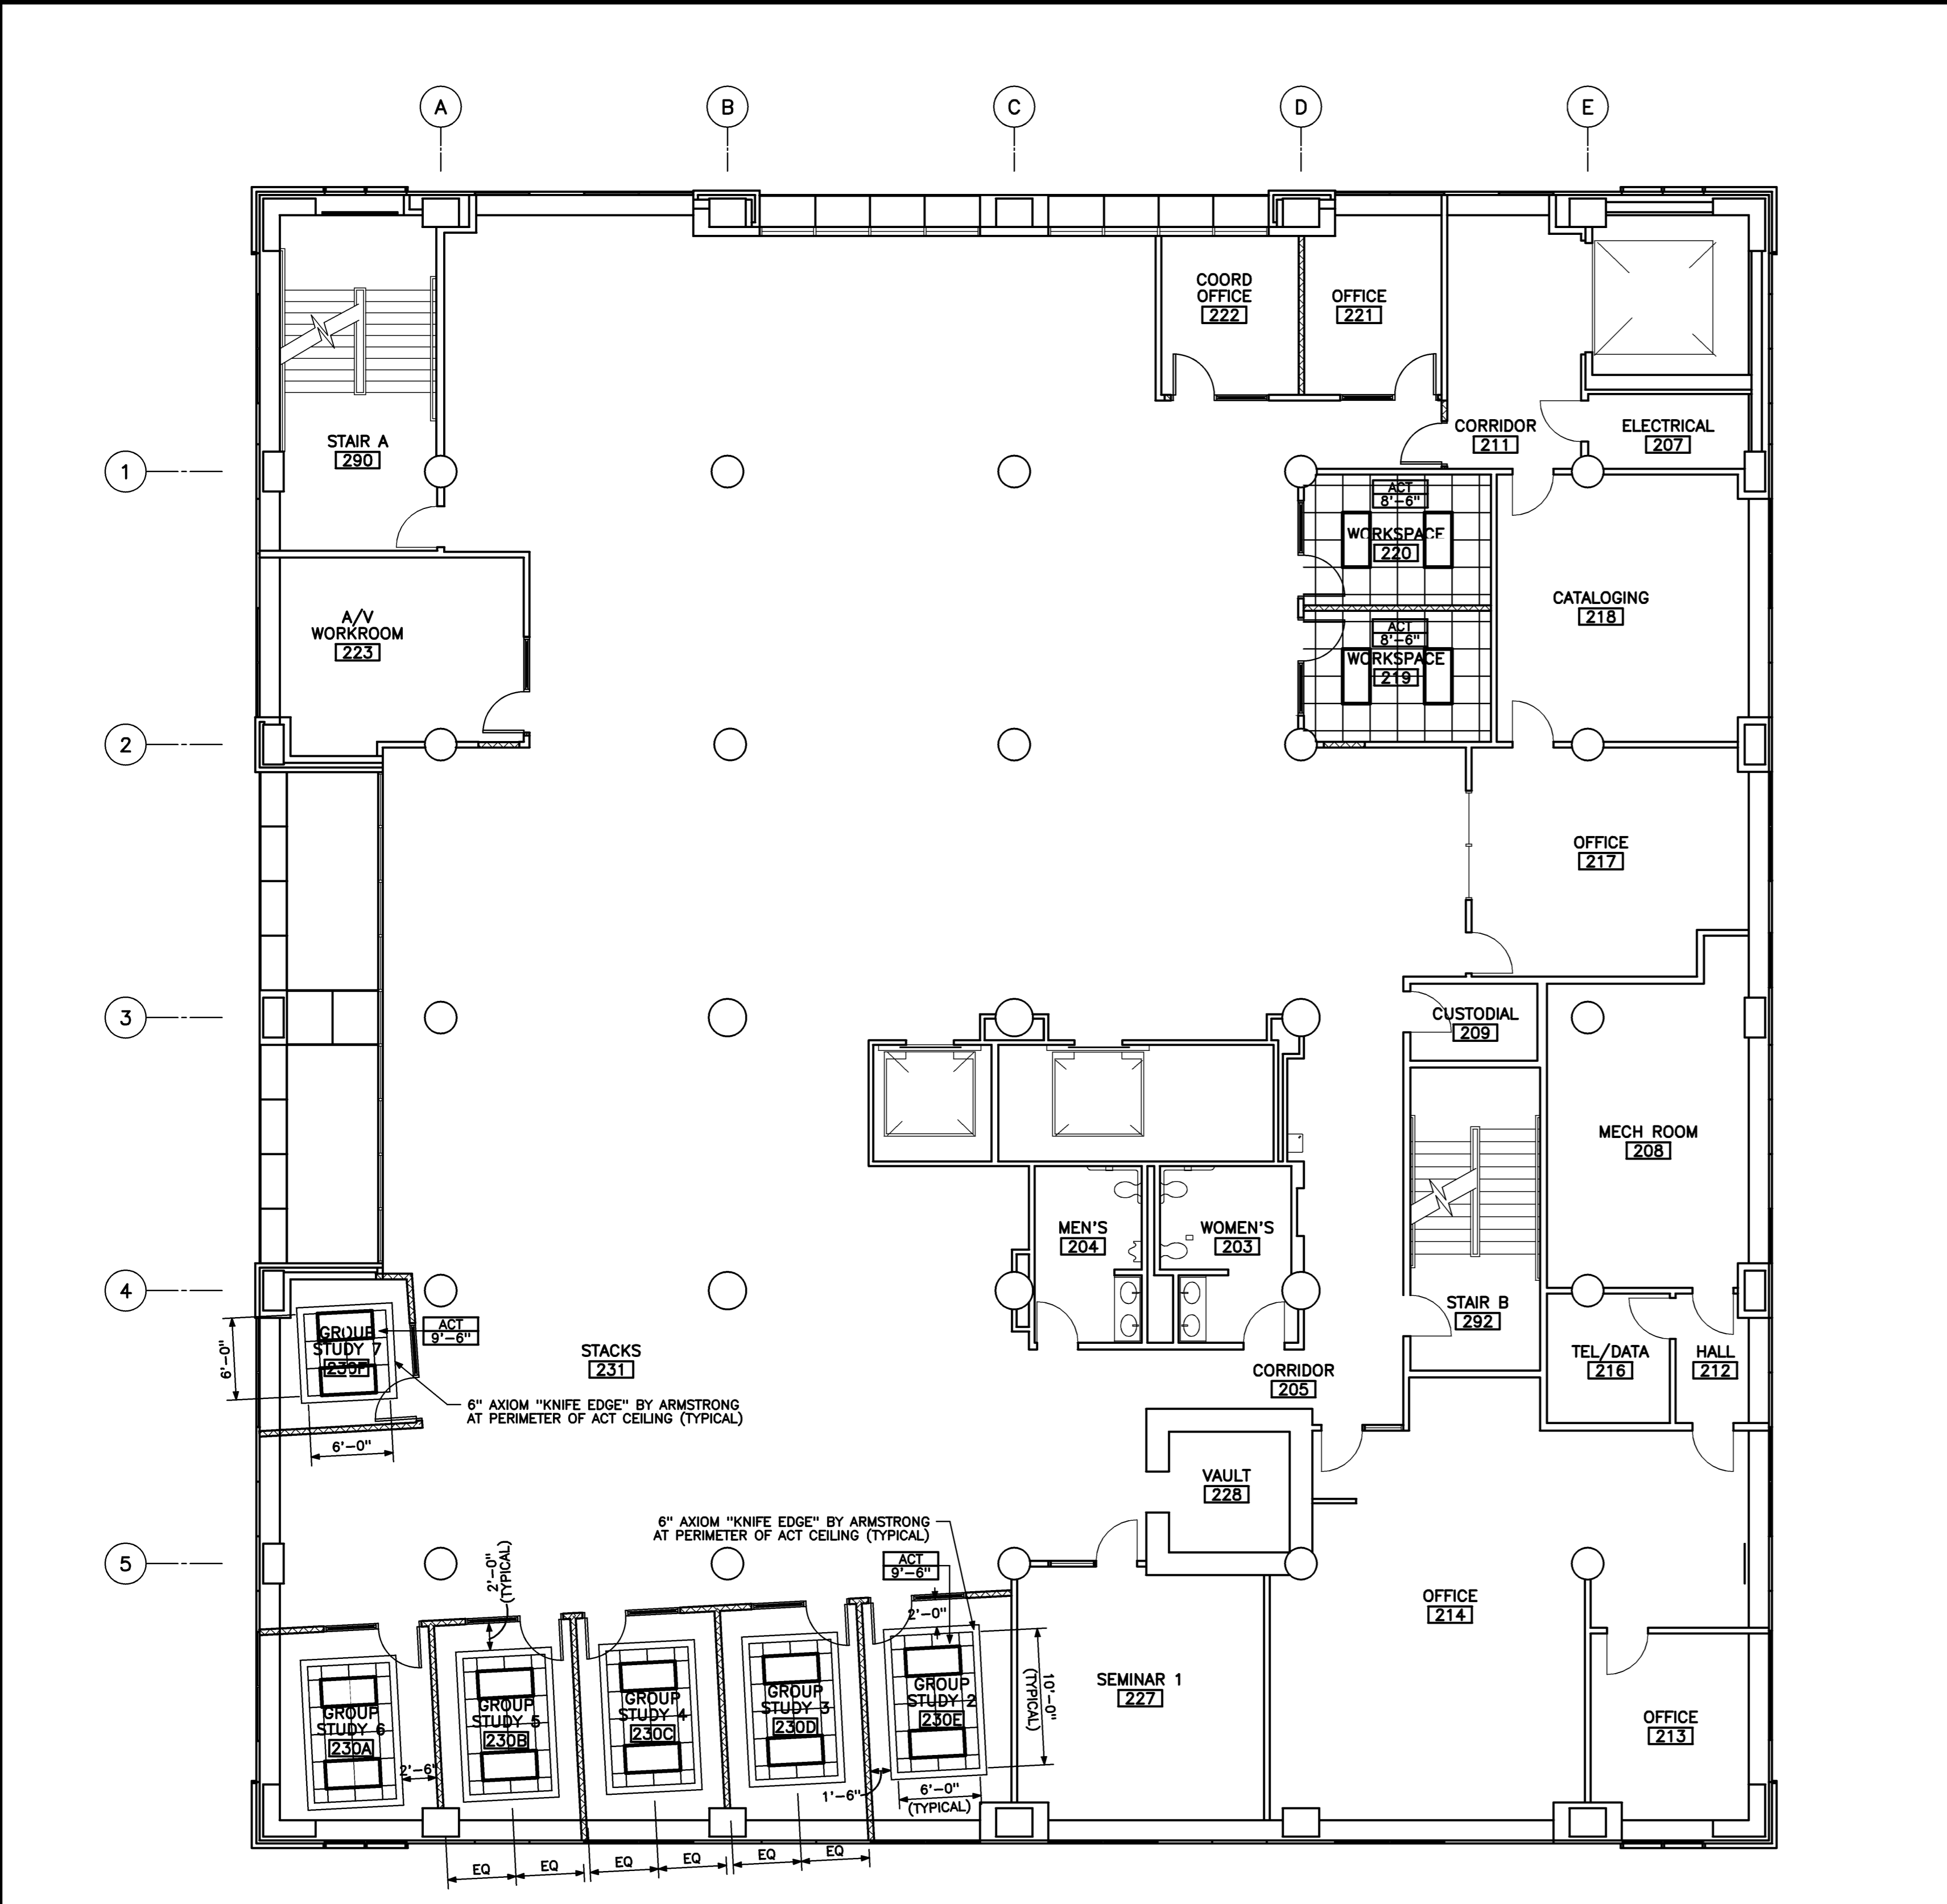 A
B
C
D
E
1
2
3
4
5
COORD
OFFICE
222
OFFICE
221
STAIR A
290
CORRIDOR
211
ELECTRICAL
207
ACT
8'-6"
WORKSPACE
220
ACT
8'-6"
WORKSPACE
219
CATALOGING
218
A/V
WORKROOM
223
OFFICE
217
CUSTODIAL
209
MECH ROOM
208
MEN'S
204
WOMEN'S
203
STAIR B
292
TEL/DATA
216
HALL
212
ACT
9'-6"
GROUP
STUDY 7
230F
6'-0"
6'-0"
STACKS
231
CORRIDOR
205
6" AXIOM "KNIFE EDGE" BY ARMSTRONG
AT PERIMETER OF ACT CEILING (TYPICAL)
VAULT
228
6" AXIOM "KNIFE EDGE" BY ARMSTRONG
AT PERIMETER OF ACT CEILING (TYPICAL)
2'-0"
(TYPICAL)
ACT
9'-6"
2'-0"
OFFICE
214
GROUP
STUDY 6
230A
GROUP
STUDY 5
230B
GROUP
STUDY 4
230C
GROUP
STUDY 3
230D
GROUP
STUDY 2
230E
10'-0"
(TYPICAL)
SEMINAR 1
227
OFFICE
213
2'-6"
1'-6"
6'-0"
(TYPICAL)
EQ
EQ
EQ
EQ
EQ
EQ